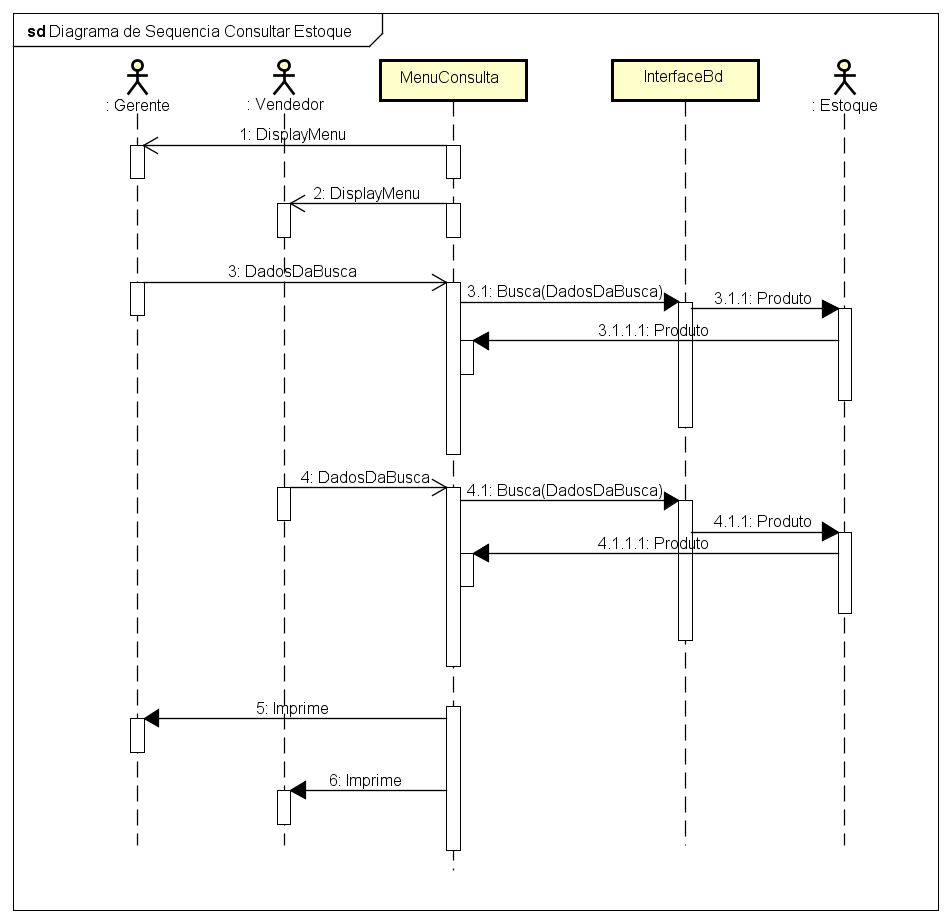 sd Diagrama de Sequencia Consultar Estoque
: Gerente
: Vendedor
MenuConsulta
InterfaceBd
: Estoque
1: DisplayMenu
2: DisplayMenu
3: DadosDaBusca
3.1: Busca(DadosDaBusca)
3.1.1: Produto
3.1.1.1: Produto
4: DadosDaBusca
4.1: Busca(DadosDaBusca)
4.1.1: Produto
4.1.1.1: Produto
5: Imprime
6: Imprime